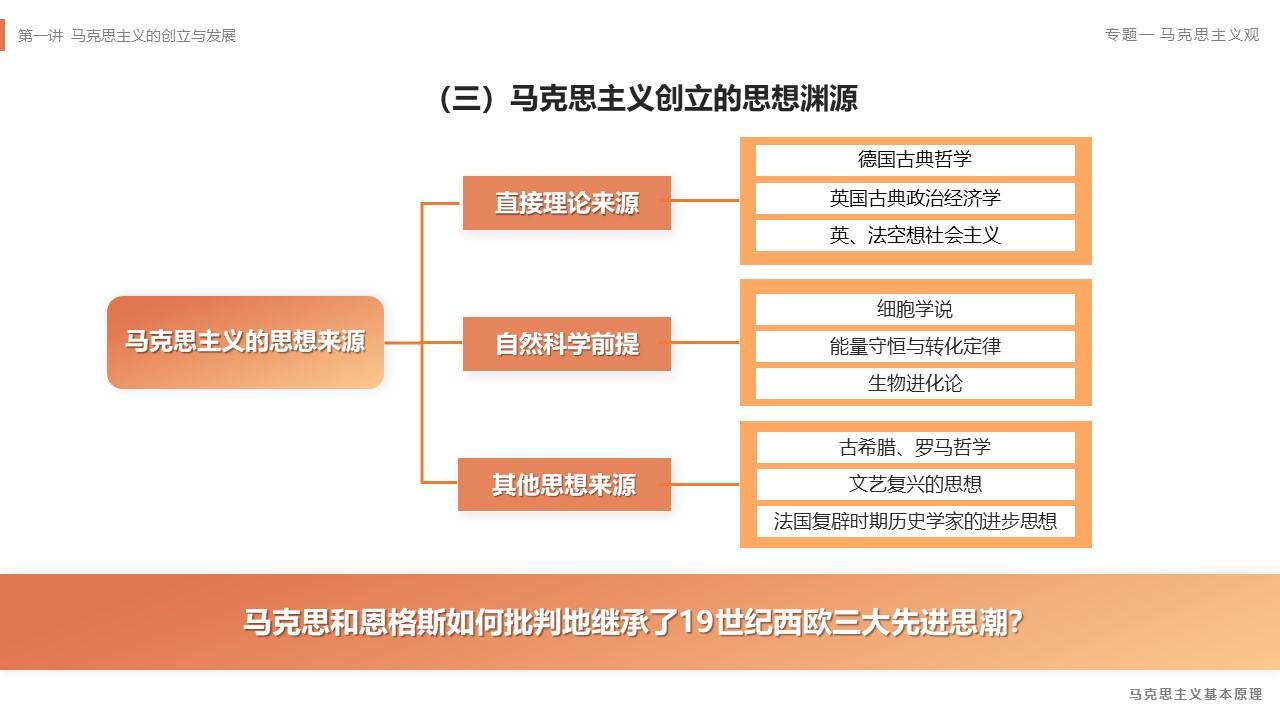 第一讲 马克思主义的创立与发展
专题一 马克思主义观
（三）马克思主义创立的思想渊源
马克思主义的思想来源
直接理论来源
德国古典哲学
英国古典政治经济学
英、法空想社会主义
自然科学前提
细胞学说
能量守恒与转化定律
生物进化论
其他思想来源
古希腊、罗马哲学
文艺复兴的思想
法国复辟时期历史学家的进步思想
马克思和恩格斯如何批判地继承了19世纪西欧三大先进思潮？
马克思主义基本原理